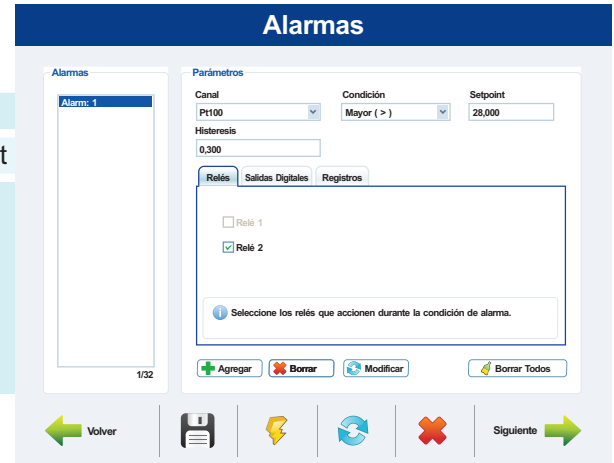 Alarmas
Alarmas
Alarm: 1
1/32
Parámetros
Canal
Condición
Setpoint
Pt100
Mayor ( > )
28,000
Histeresis
0,300
Relés
Salidas Digitales
Registros
Relé 1
Relé 2
Seleccione los relés que accionen durante la condición de alarma.
Agregar
Borrar
Modificar
Borrar Todos
Volver
Siguiente
t